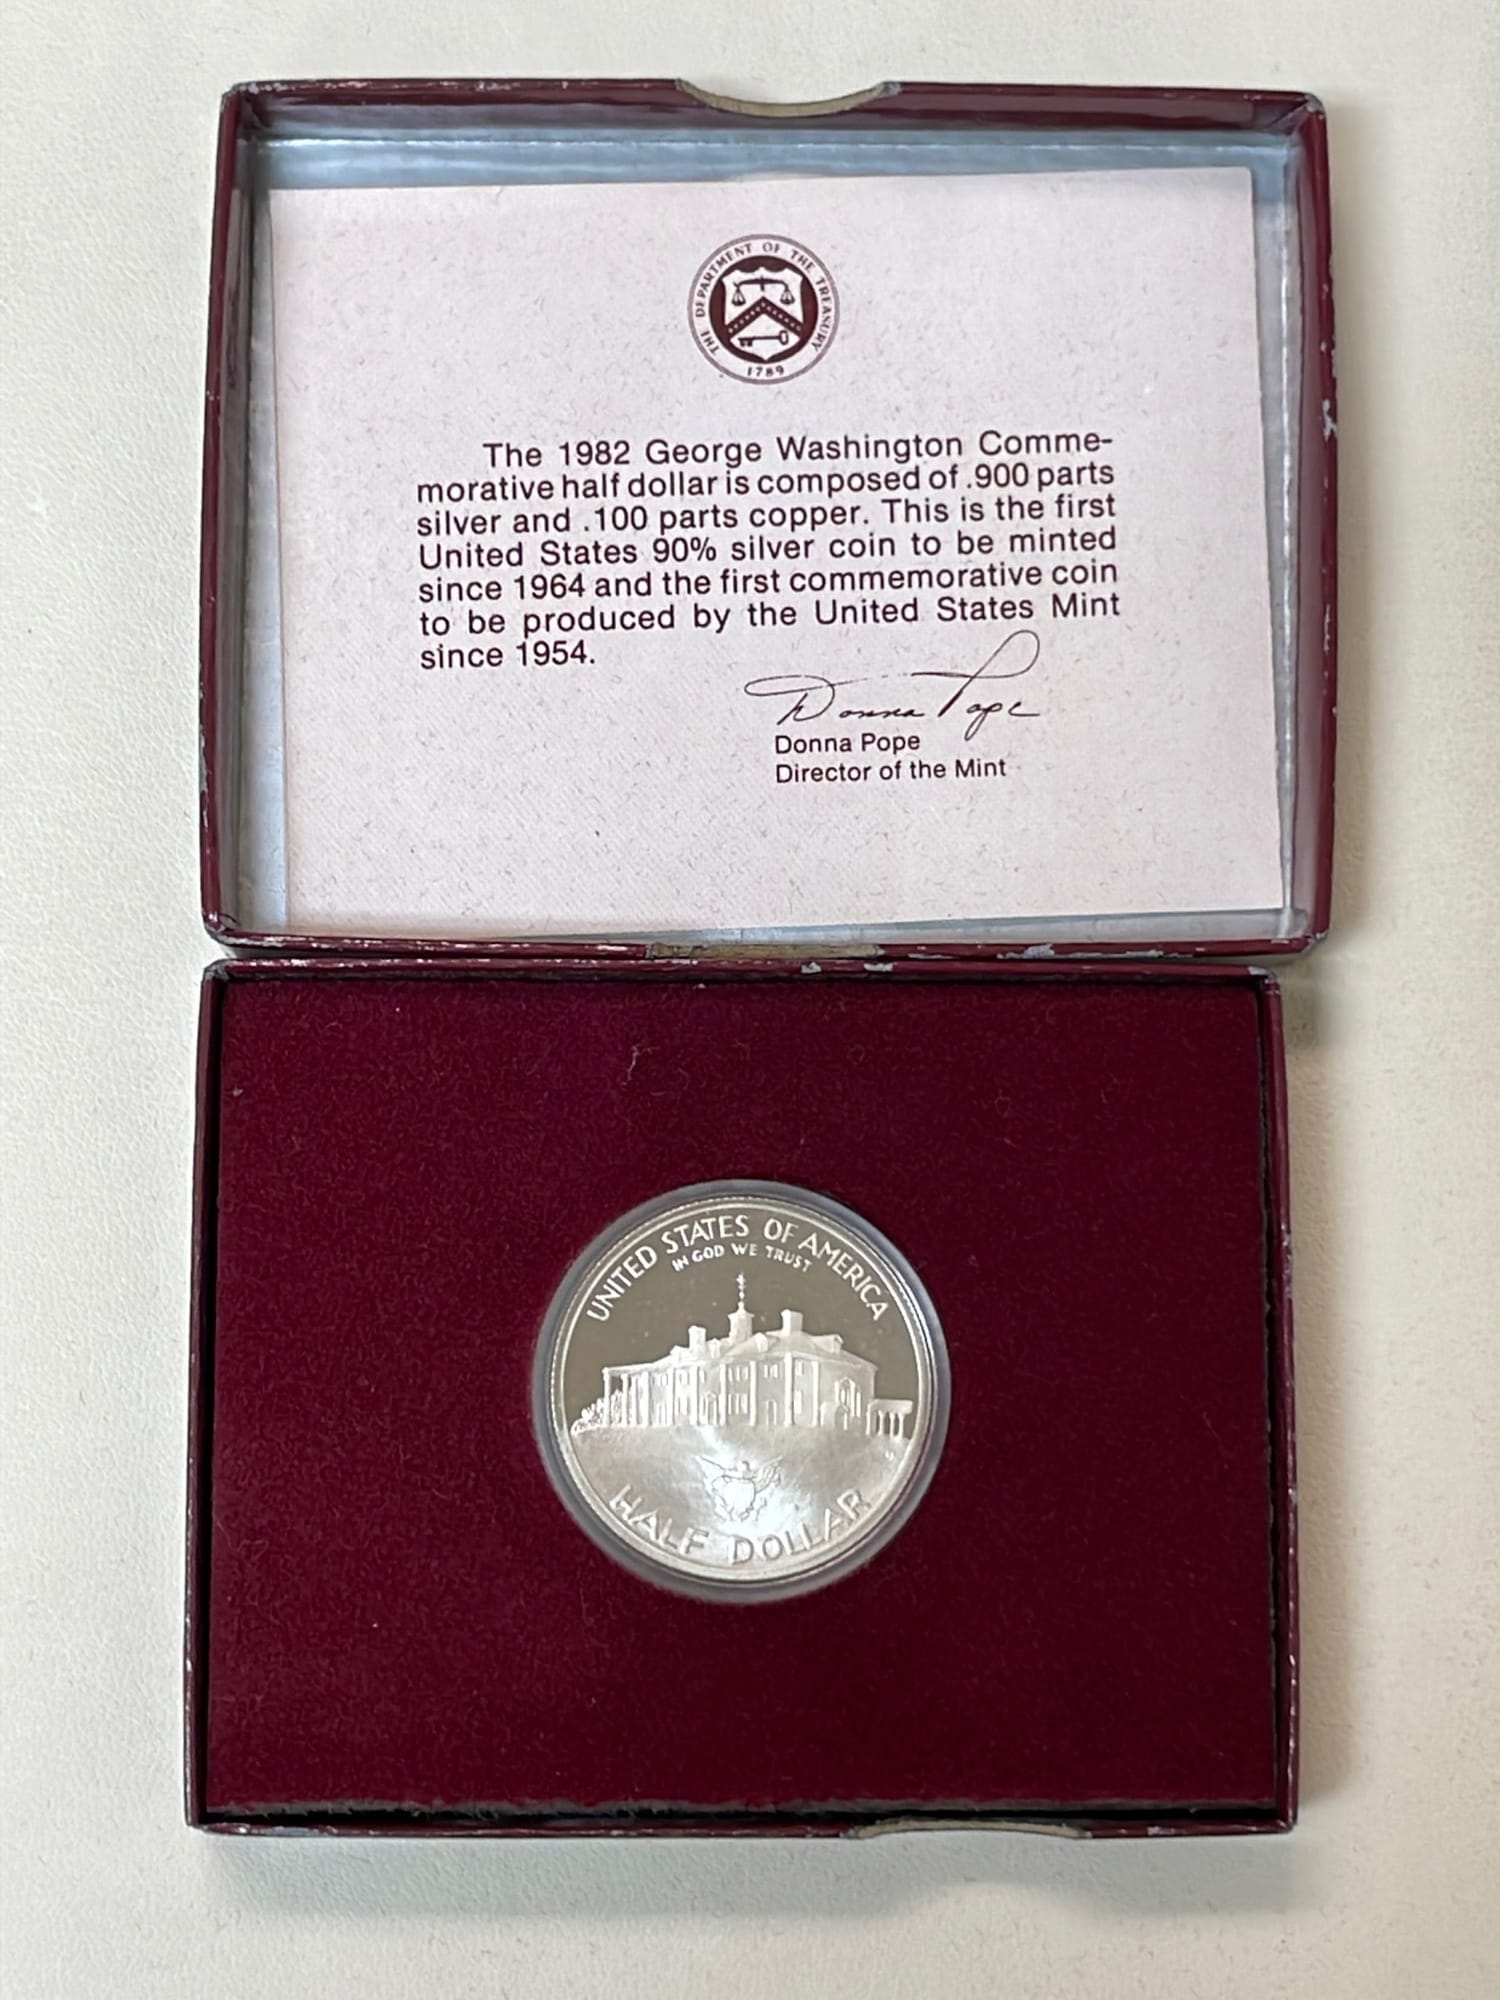 THE DEPARTMENT OF THE TREASURY
1789
The 1982 George Washington Comme-
morative half dollar is composed of .900 parts
silver and .100 parts copper. This is the first
United States 90% silver coin to be minted
since 1964 and the first commemorative coin
to be produced by the United States Mint
since 1954.
Donna Pope
Donna Pope
Director of the Mint
UNITED STATES OF AMERICA
IN GOD WE TRUST
HALF DOLLAR